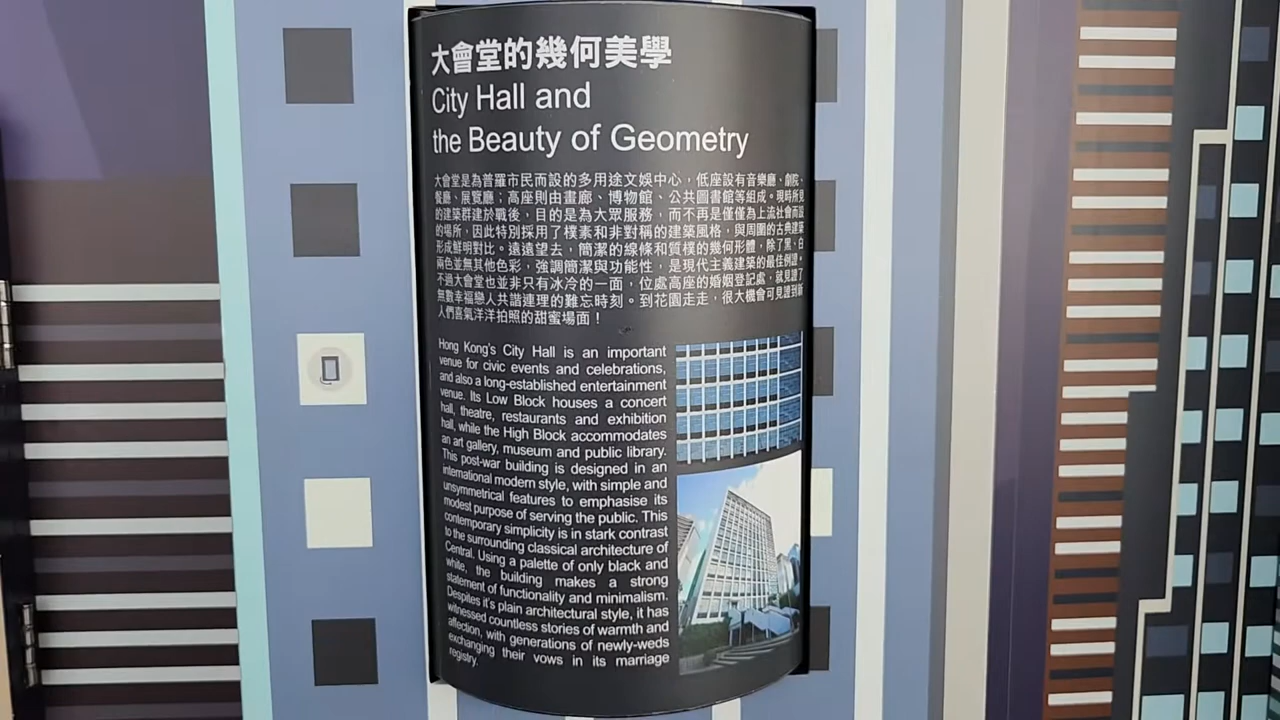 大會堂的幾何美學
City Hall and
the Beauty of Geometry
大會堂是為普羅市民而設的多用途文娛中心，低座設有音樂廳、劇院、
餐廳、展覽廳；高座則由畫廊、博物館、公共圖書館等組成。現時所見
的建築群建於戰後，目的是為大眾服務，而不再是僅僅為上流社會而設
的場所，因此特別採用了樸素和非對稱的建築風格，與周圍的古典建築
形成鮮明對比。遠遠望去，簡潔的線條和質樸的幾何形體，除了黑、白
兩色並無其他色彩，強調簡潔與功能性，是現代主義建築的最佳例證。
不過大會堂也並非只有冰冷的一面，位處高座的婚姻登記處，就見證了
無數幸福戀人共諧連理的難忘時刻。到花園走走，很大機會可見證到新
人們喜氣洋洋拍照的甜蜜場面！
Hong Kong's City Hall is an important
venue for civic events and celebrations,
and also a long-established entertainment
venue. Its Low Block houses a concert
hall, theatre, restaurants and exhibition
hall, while the High Block accommodates
an art gallery, museum and public library.
This post-war building is designed in an
international modern style, with simple and
unsymmetrical features to emphasise its
modest purpose of serving the public. This
contemporary simplicity is in stark contrast
to the surrounding classical architecture of
Central. Using a palette of only black and
white, the building makes a strong
statement of functionality and minimalism.
Despites it's plain architectural style, it has
witnessed countless stories of warmth and
affection, with generations of newly-weds
exchanging their vows in its marriage
registry.